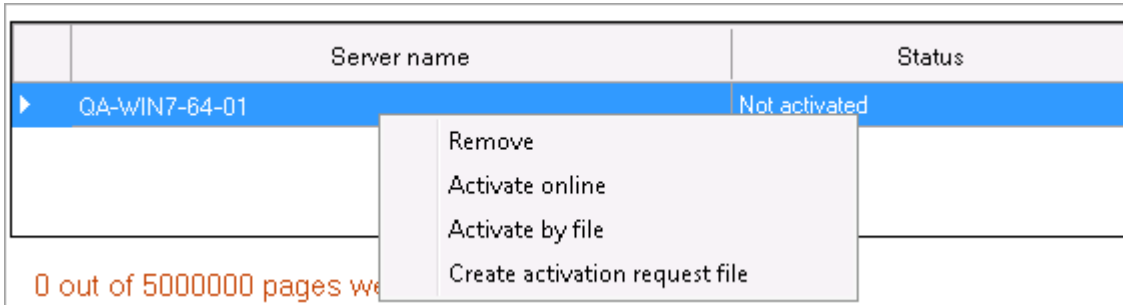 Server name Status
QA-WIN7-64-01 Not activated
Remove
Activate online
Activate by file
Create activation request file
0 out of 5000000 pages we